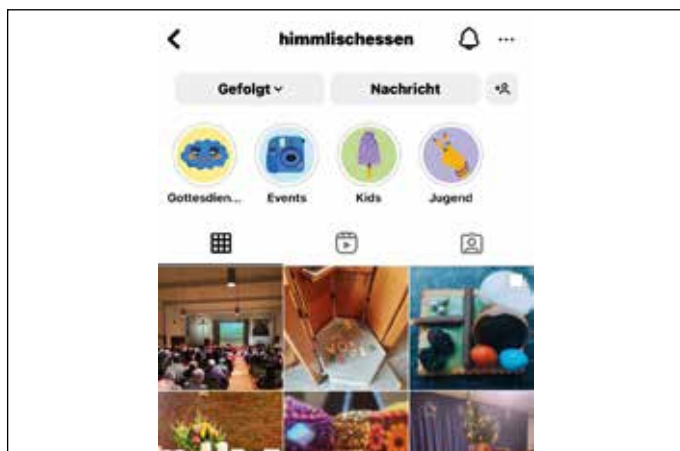 himmlischessen
Gefolgt
Nachricht
Gottesdien...
Events
Kids
Jugend